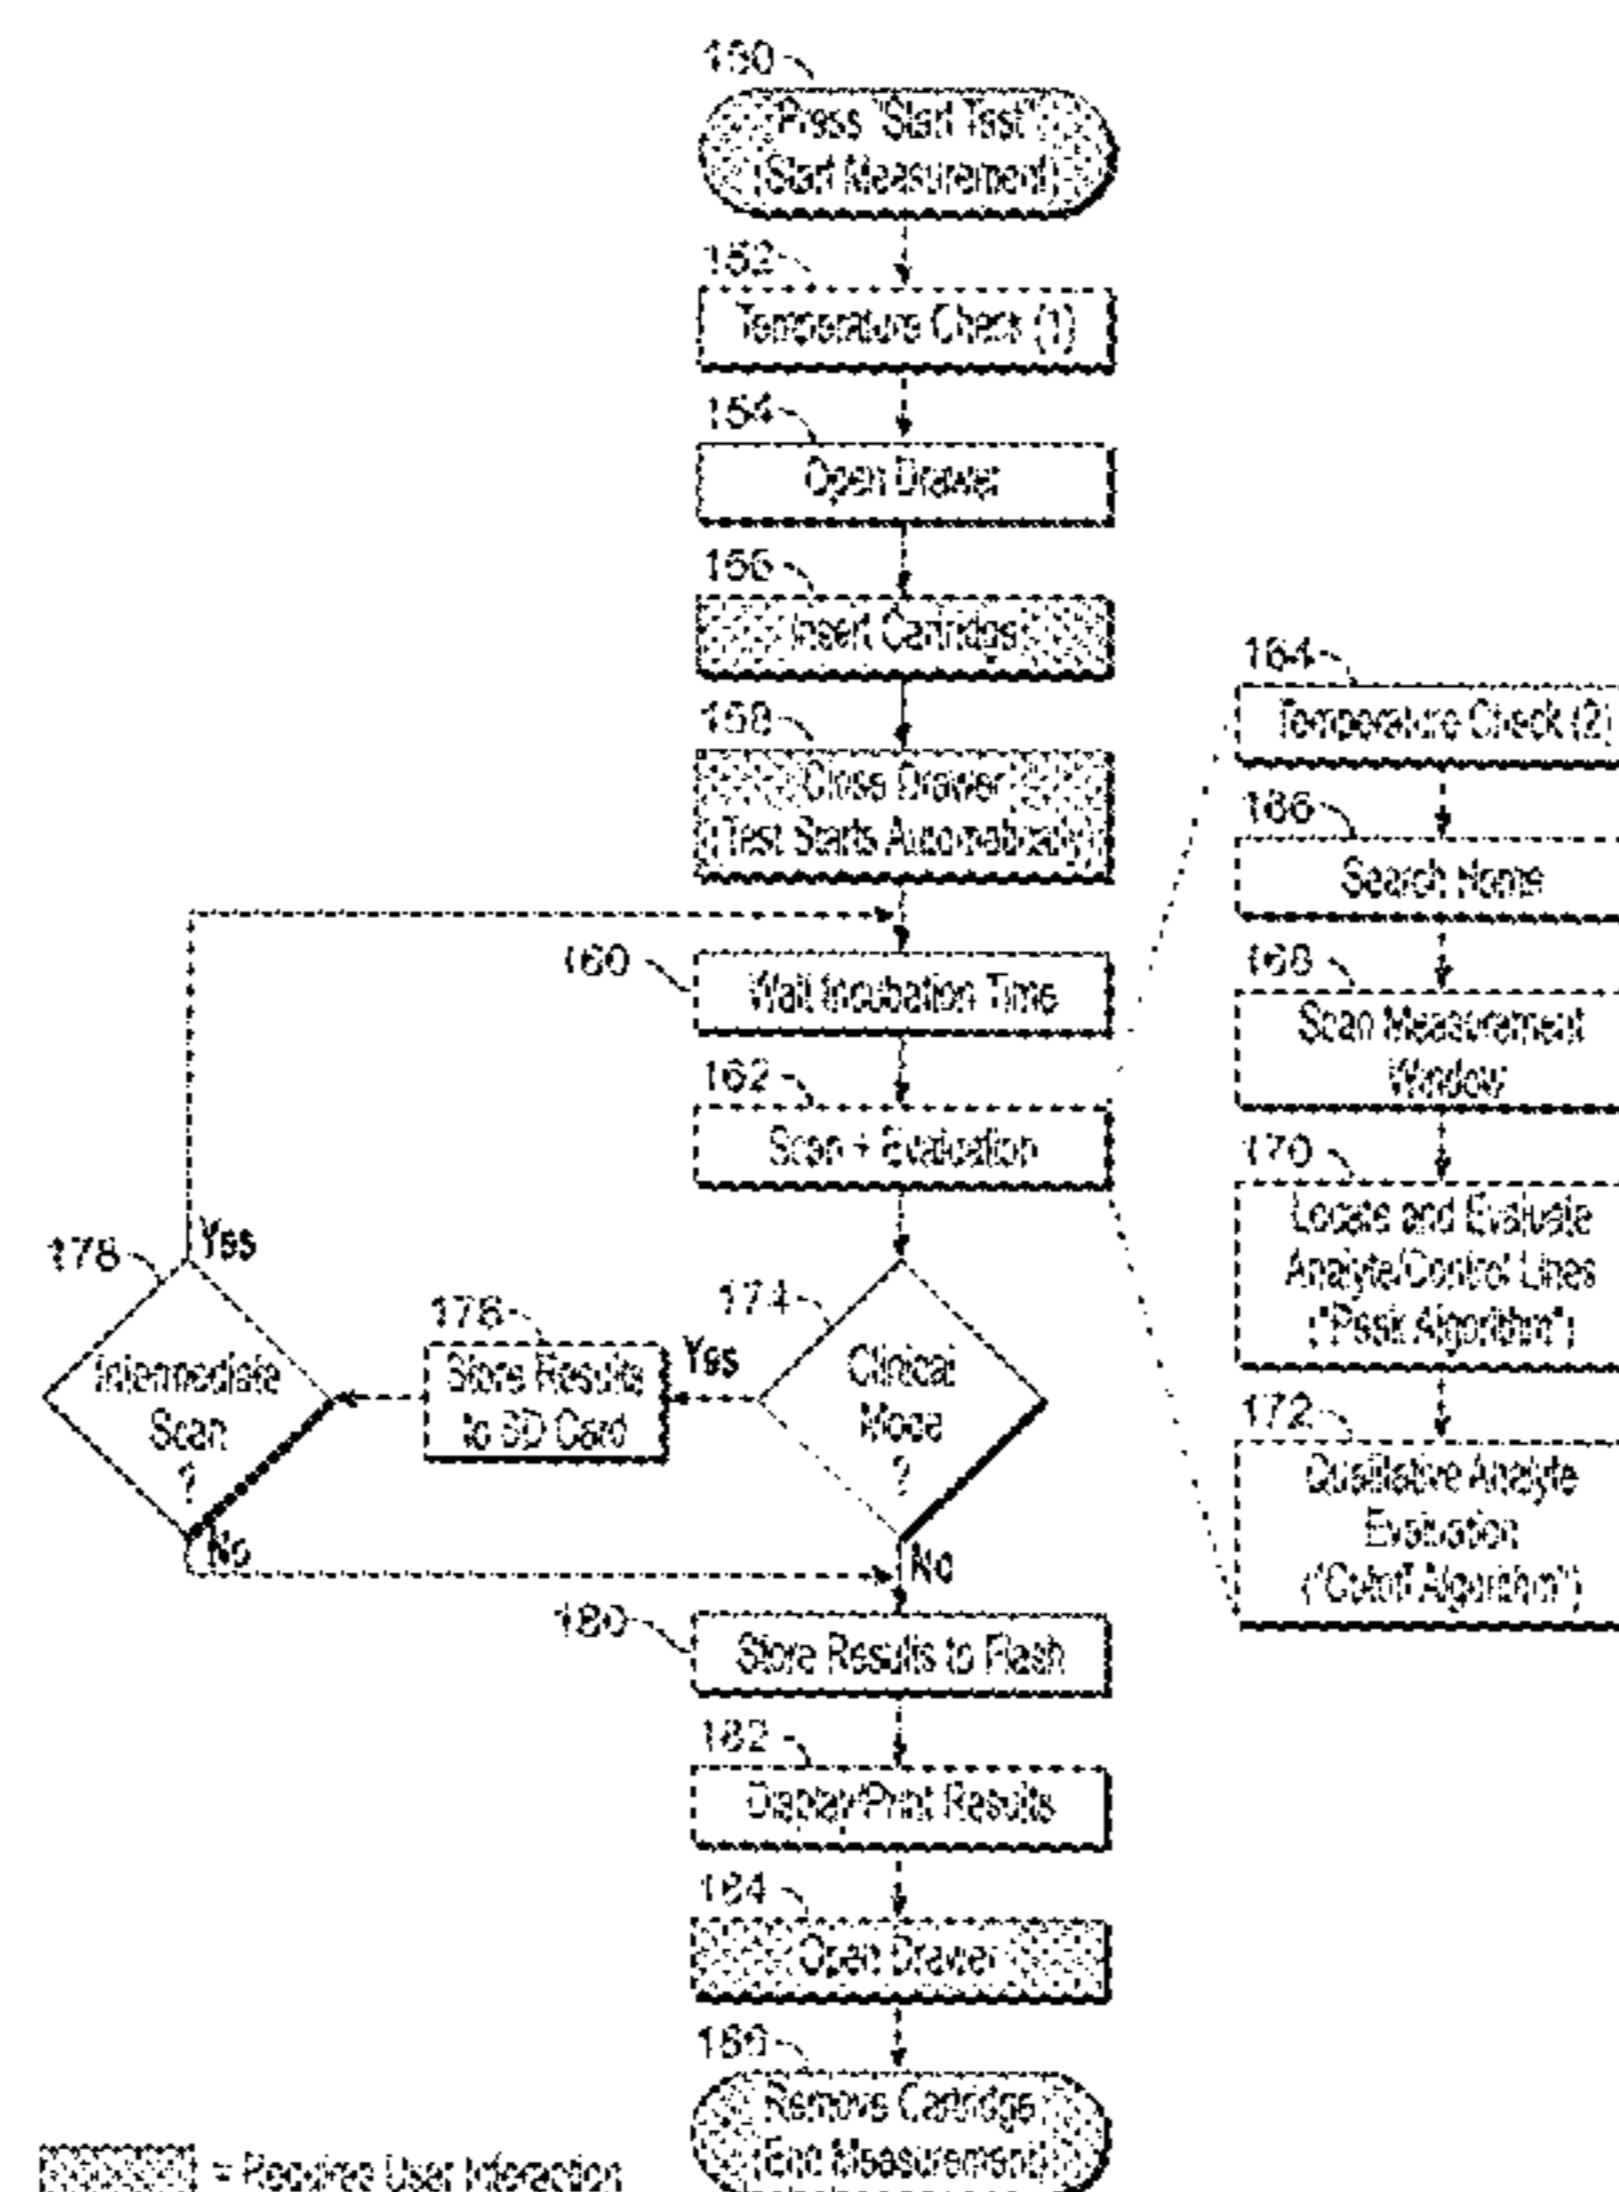 150
Press "Start Test"
(Start Measurement)
152
Temperature Check (1)
154
Open Drawer
156
Insert Cartridge
158
Close Drawer
(Test Starts Automatically)
160
Wait Incubation Time
162
Scan + Evaluation
164
Temperature Check (2)
166
Search Home
168
Scan Measurement
Window
170
Locate and Evaluate
Analyte/Control Lines
("Peak Algorithm")
172
Qualitative Analyte
Evaluation
("Cutoff Algorithm")
174
Clinical
Mode
?
Yes
No
176
Store Results
to SD Card
178
Intermediate
Scan
?
Yes
No
180
Store Results to Flash
182
Display/Print Results
184
Open Drawer
186
Remove Cartridge
(End Measurement)
= Requires User Interaction